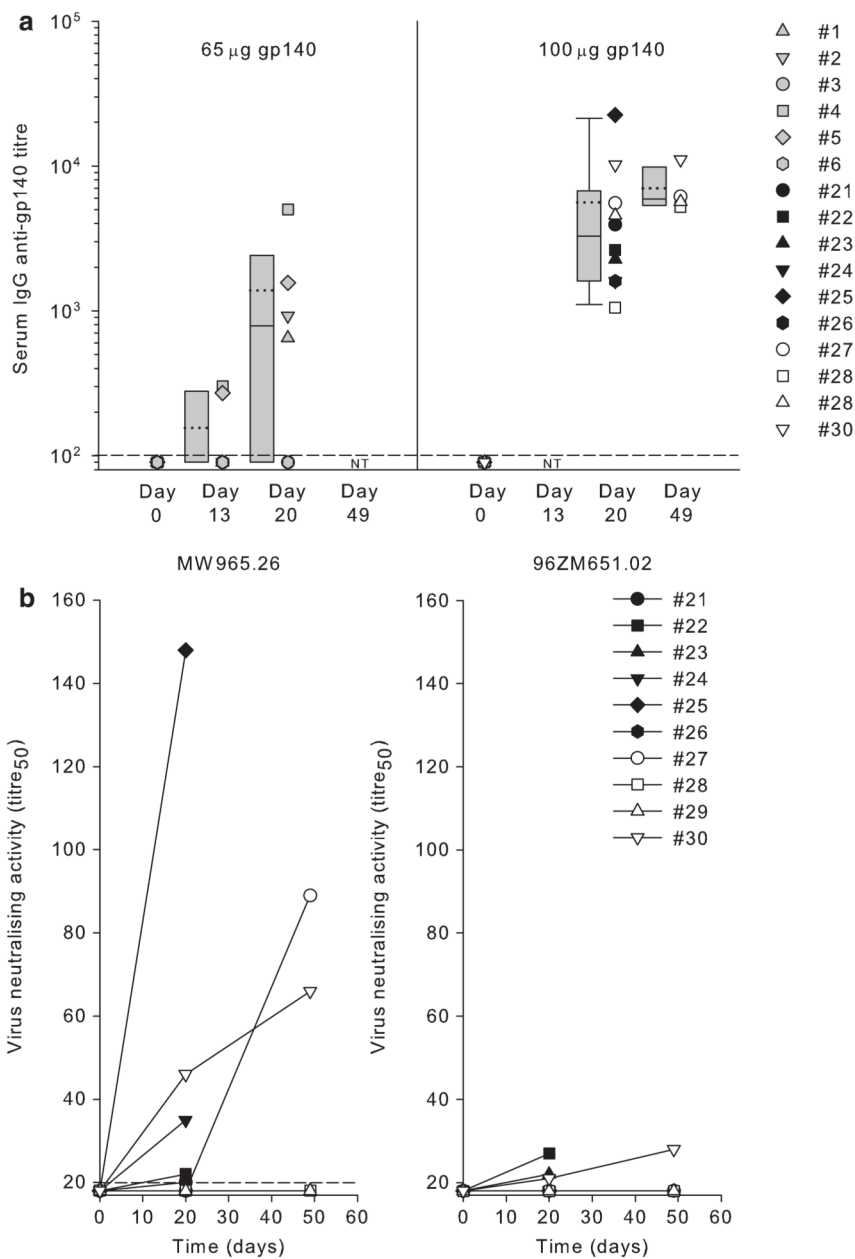 a
65 μg gp140
100 μg gp140
Serum IgG anti-gp140 titre
10^5
10^4
10^3
10^2
NT
NT
Day 0
Day 13
Day 20
Day 49
Day 0
Day 13
Day 20
Day 49
#1
#2
#3
#4
#5
#6
#21
#22
#23
#24
#25
#26
#27
#28
#28
#30
b
MW965.26
Virus neutralising activity (titre50)
160
140
120
100
80
60
40
20
0 10 20 30 40 50 60
Time (days)
96ZM651.02
Virus neutralising activity (titre50)
160
140
120
100
80
60
40
20
0 10 20 30 40 50 60
Time (days)
#21
#22
#23
#24
#25
#26
#27
#28
#29
#30